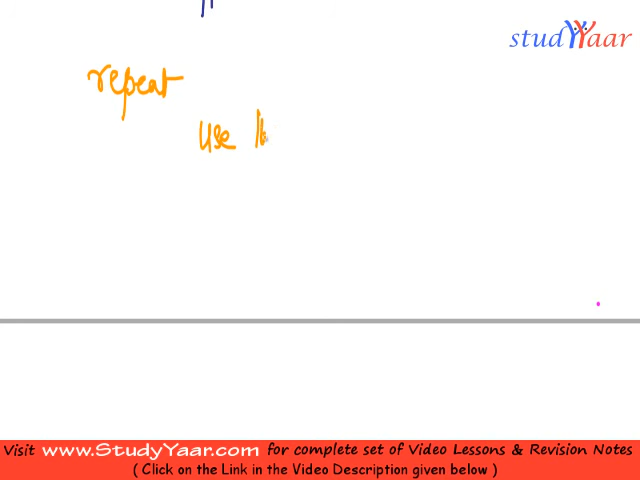 studYYaar
repeat
use
Visit www.StudyYaar.com for complete set of Video Lessons & Revision Notes
( Click on the Link in the Video Description given below )